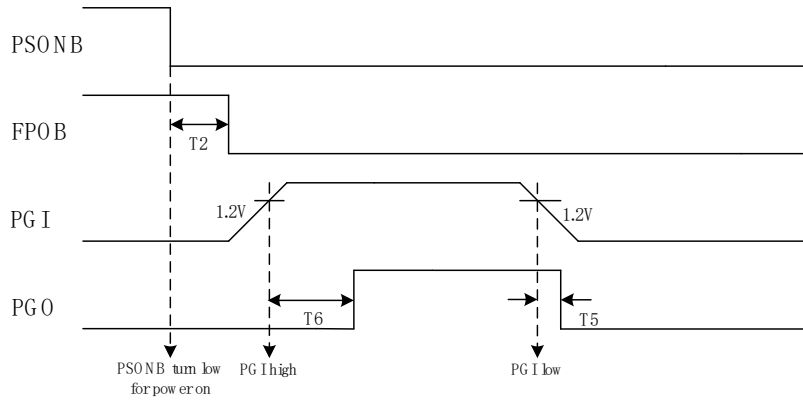 PSONB
FPOB
T2
PGI
1.2V
1.2V
PGO
T6
T5
PSONB turn low
for power on
PGI high
PGI low